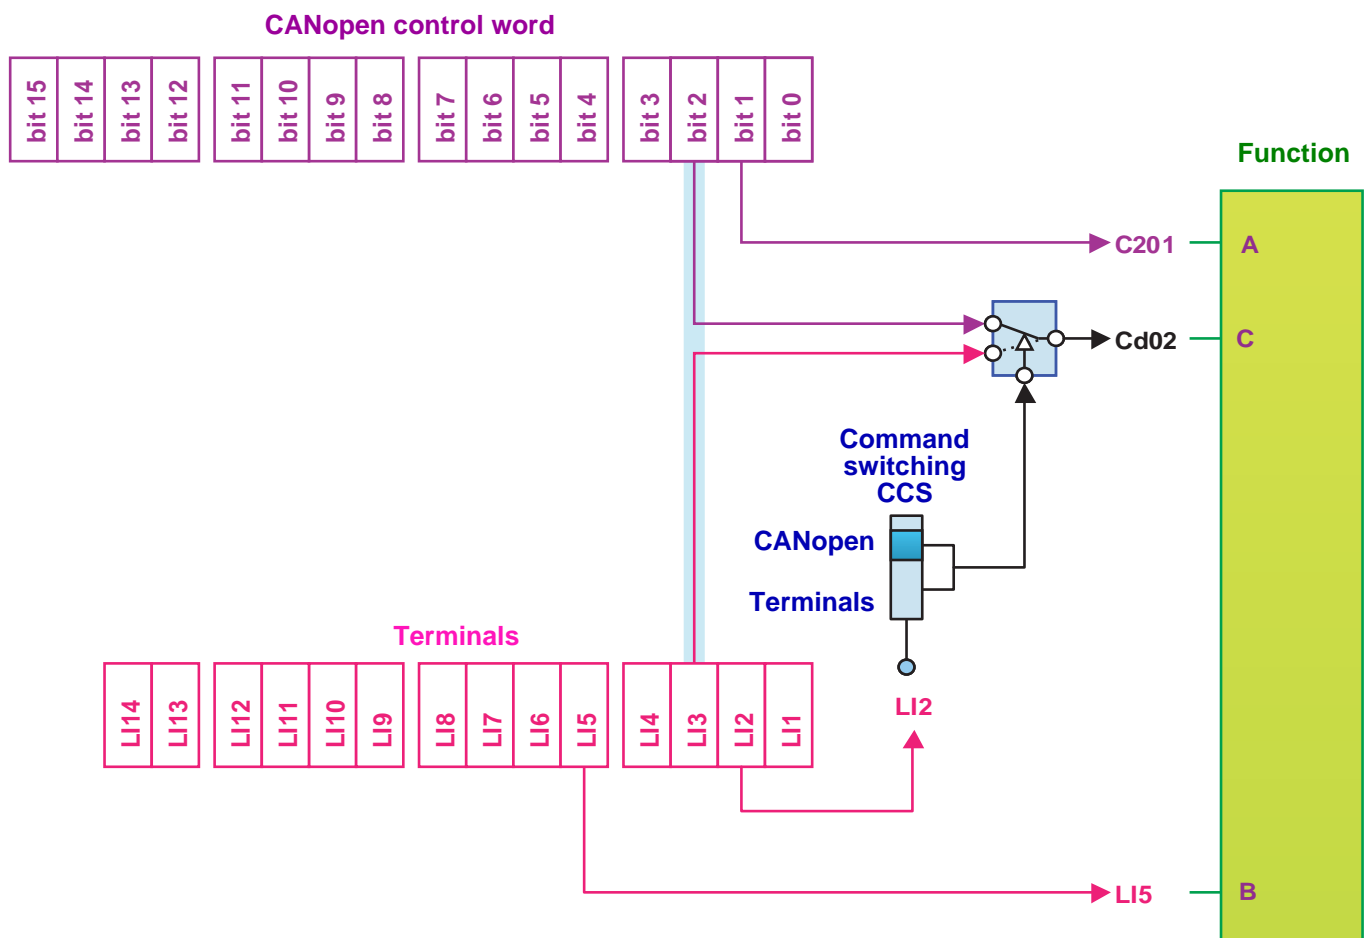 CANopen control word
bit 15
bit 14
bit 13
bit 12
bit 11
bit 10
bit 9
bit 8
bit 7
bit 6
bit 5
bit 4
bit 3
bit 2
bit 1
bit 0
Function
C201
A
Cd02
C
Command
switching
CCS
CANopen
Terminals
Terminals
LI14
LI13
LI12
LI11
LI10
LI9
LI8
LI7
LI6
LI5
LI4
LI3
LI2
LI1
LI2
LI5
B